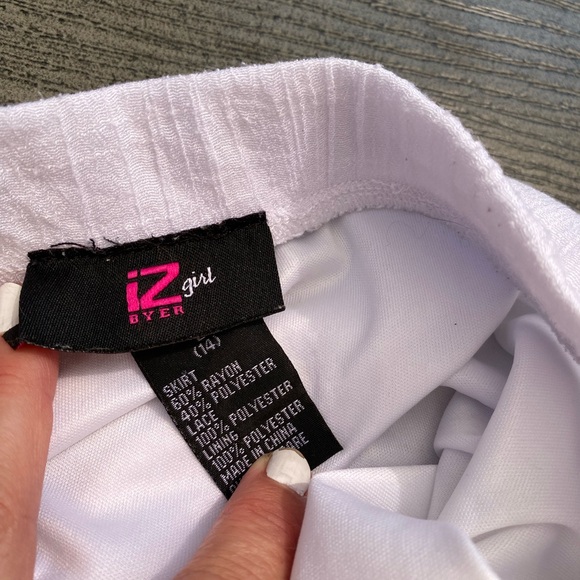 iZ girl
BYER
(14)
SKIRT
60% RAYON
40% POLYESTER
LACE
100% POLYESTER
LINING
100% POLYESTER
MADE IN CHINA